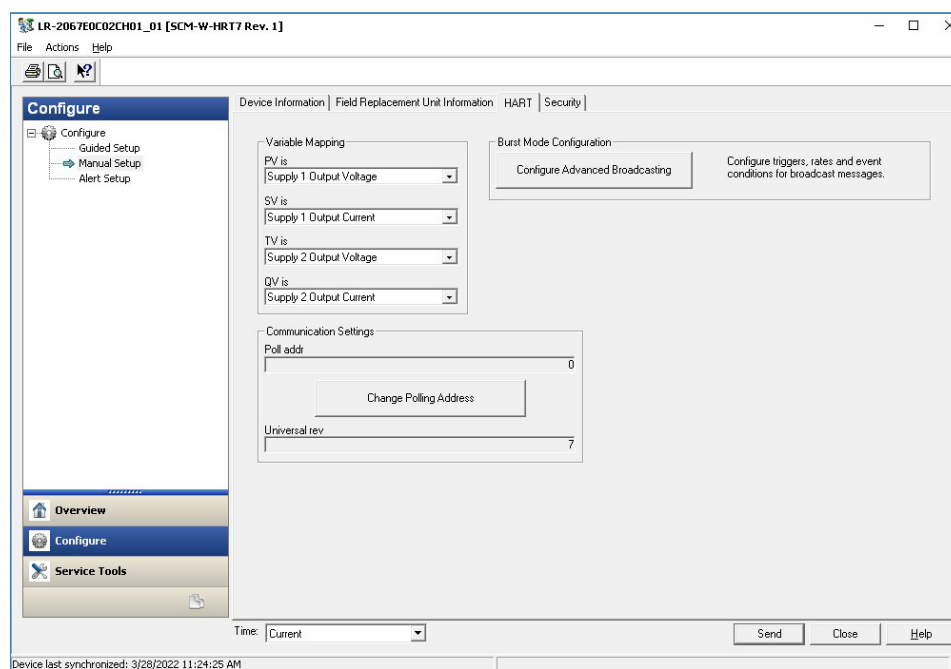 LR-2067E0C02CH01_01 [SCM-W-HRT7 Rev. 1]
File Actions Help
Configure
Configure
Guided Setup
Manual Setup
Alert Setup
Overview
Configure
Service Tools
Device Information
Field Replacement Unit Information
HART
Security
Variable Mapping
PV is
Supply 1 Output Voltage
SV is
Supply 1 Output Current
TV is
Supply 2 Output Voltage
QV is
Supply 2 Output Current
Burst Mode Configuration
Configure Advanced Broadcasting
Configure triggers, rates and event
conditions for broadcast messages.
Communication Settings
Poll addr
0
Change Polling Address
Universal rev
7
Time: Current
Send
Close
Help
Device last synchronized: 3/28/2022 11:24:25 AM